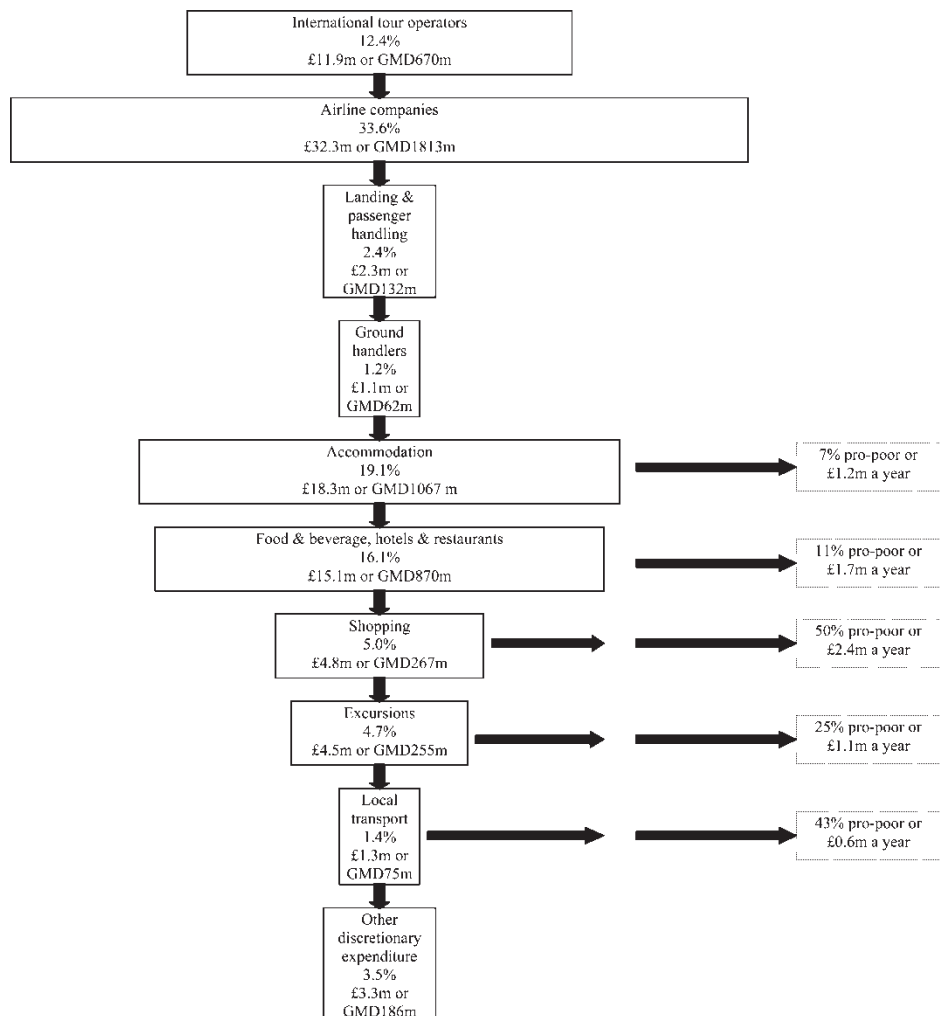 International tour operators
12.4%
£11.9m or GMD670m
Airline companies
33.6%
£32.3m or GMD1813m
Landing &
passenger
handling
2.4%
£2.3m or
GMD132m
Ground
handlers
1.2%
£1.1m or
GMD62m
Accommodation
19.1%
£18.3m or GMD1067 m
7% pro-poor or
£1.2m a year
Food & beverage, hotels & restaurants
16.1%
£15.1m or GMD870m
11% pro-poor or
£1.7m a year
Shopping
5.0%
£4.8m or GMD267m
50% pro-poor or
£2.4m a year
Excursions
4.7%
£4.5m or GMD255m
25% pro-poor or
£1.1m a year
Local
transport
1.4%
£1.3m or
GMD75m
43% pro-poor or
£0.6m a year
Other
discretionary
expenditure
3.5%
£3.3m or
GMD186m